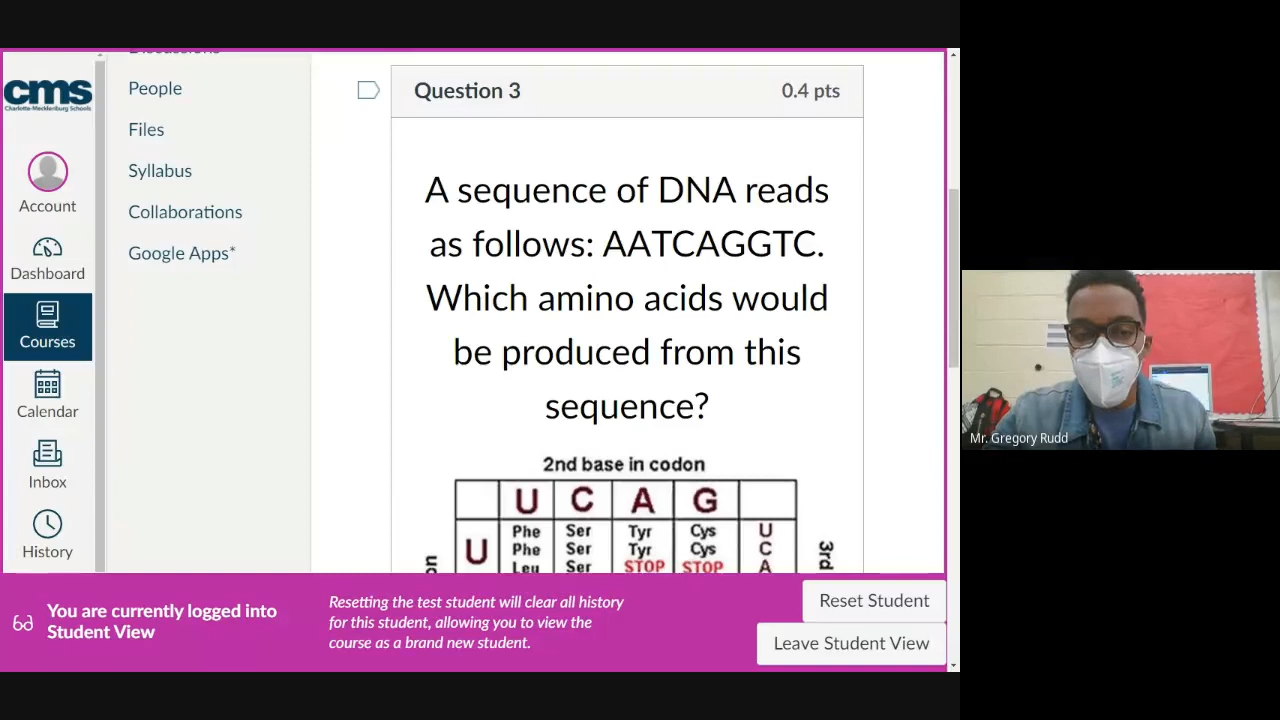 cms
Charlotte-Mecklenburg Schools
Account
Dashboard
Courses
Calendar
Inbox
History
People
Files
Syllabus
Collaborations
Google Apps*
Question 3
0.4 pts
A sequence of DNA reads
as follows: AATCAGGTC.
Which amino acids would
be produced from this
sequence?
2nd base in codon
U C A G
U
Phe Ser Tyr Cys U
Phe Ser Tyr Cys C
Leu Ser STOP STOP A
3rd
You are currently logged into
Student View
Resetting the test student will clear all history
for this student, allowing you to view the
course as a brand new student.
Reset Student
Leave Student View
Mr. Gregory Rudd